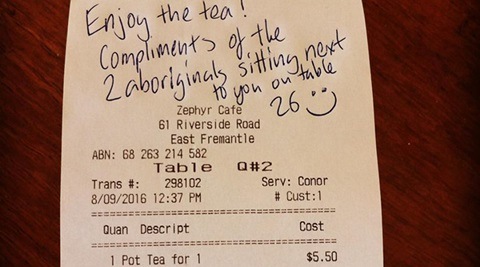 Enjoy the tea!
Compliments of the
2 aboriginals sitting next
to you on table
26 :)
Zephyr Cafe
61 Riverside Road
East Fremantle
ABN: 68 263 214 582
Table Q#2
Trans #: 298102 Serv: Conor
8/09/2016 12:37 PM # Cust:1
Quan Descript Cost
1 Pot Tea for 1 $5.50